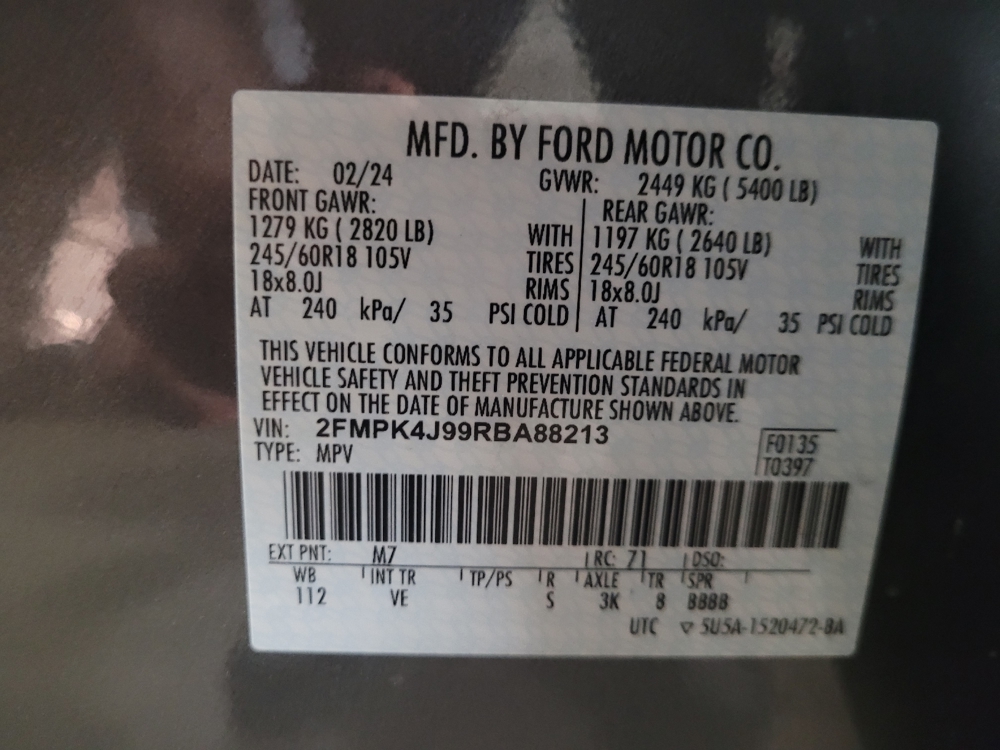 MFD. BY FORD MOTOR CO.
DATE: 02/24 GVWR: 2449 KG ( 5400 LB)
FRONT GAWR: REAR GAWR:
1279 KG ( 2820 LB) WITH 1197 KG ( 2640 LB) WITH
245/60R18 105V TIRES 245/60R18 105V TIRES
18x8.0J RIMS 18x8.0J RIMS
AT 240 kPa/ 35 PSI COLD AT 240 kPa/ 35 PSI COLD
THIS VEHICLE CONFORMS TO ALL APPLICABLE FEDERAL MOTOR
VEHICLE SAFETY AND THEFT PREVENTION STANDARDS IN
EFFECT ON THE DATE OF MANUFACTURE SHOWN ABOVE.
VIN: 2FMPK4J99RBA88213 F0135
TYPE: MPV T0397
EXT PNT: M7 RC: 71 DSO:
WB INT TR TP/PS R AXLE TR SPR
112 VE S 3K 8 BBBB
UTC ▽ 5U5A-1520472-BA